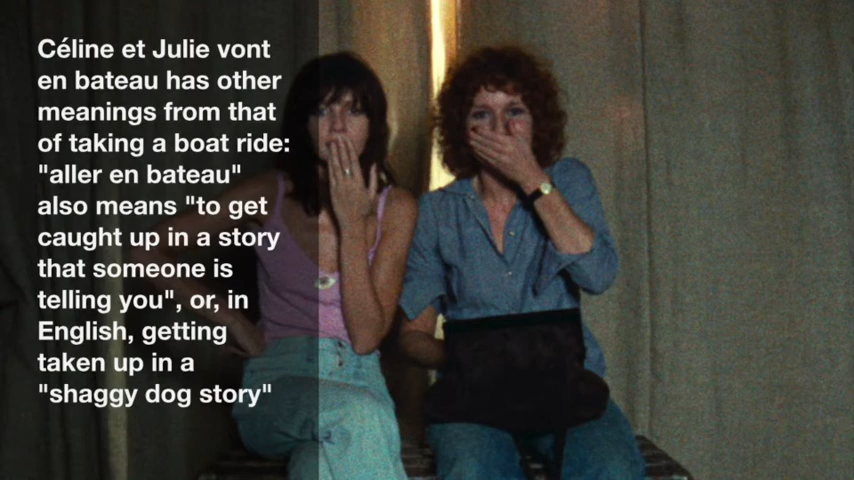 Céline et Julie vont
en bateau has other
meanings from that
of taking a boat ride:
"aller en bateau"
also means "to get
caught up in a story
that someone is
telling you", or, in
English, getting
taken up in a
"shaggy dog story"